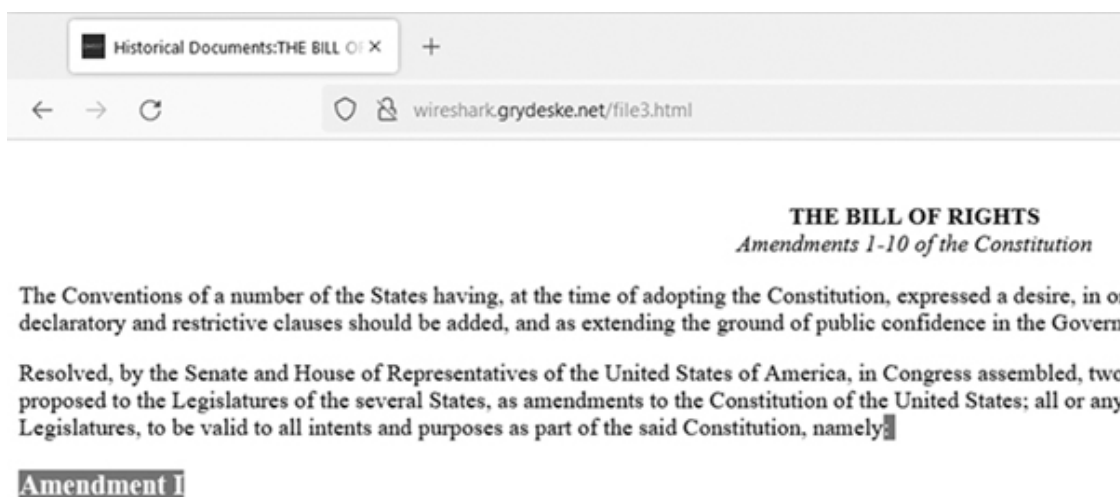 Historical Documents:THE BILL OF
wireshark.grydeske.net/file3.html
THE BILL OF RIGHTS
Amendments 1-10 of the Constitution
The Conventions of a number of the States having, at the time of adopting the Constitution, expressed a desire, in
declaratory and restrictive clauses should be added, and as extending the ground of public confidence in the
Resolved, by the Senate and House of Representatives of the United States of America, in Congress assembled,
proposed to the Legislatures of the several States, as amendments to the Constitution of the United States; all or any
Legislatures, to be valid to all intents and purposes as part of the said Constitution, namely:
Amendment I